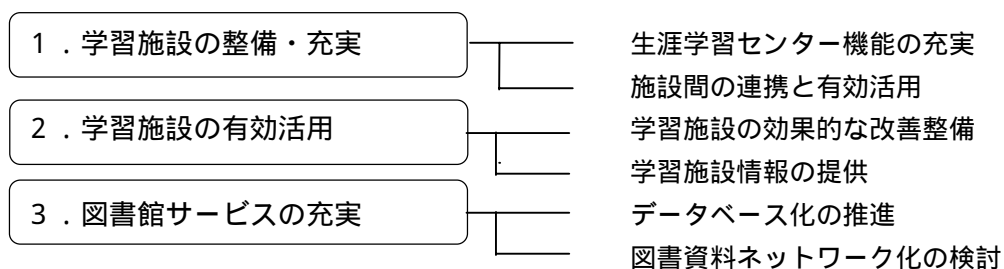 1．学習施設の整備・充実
生涯学習センター機能の充実
施設間の連携と有効活用
2．学習施設の有効活用
学習施設の効果的な改善整備
学習施設情報の提供
3．図書館サービスの充実
データベース化の推進
図書資料ネットワーク化の検討